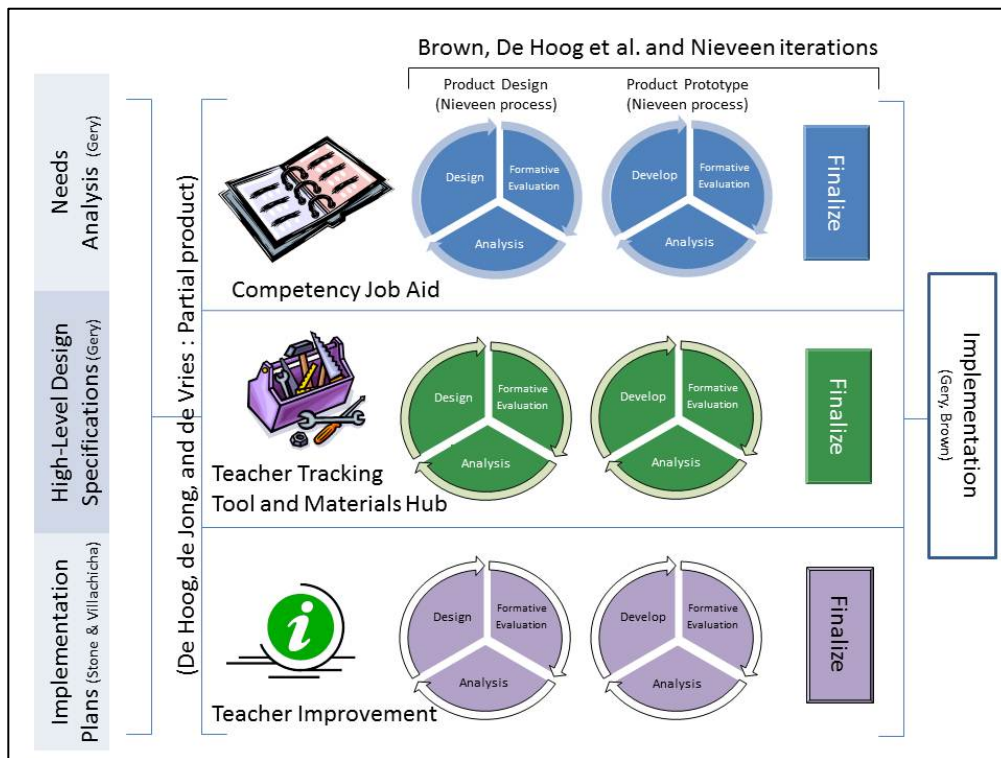 Brown, De Hoog et al. and Nieveen iterations
Needs
Analysis (Gery)
High-Level Design
Specifications (Gery)
Implementation
Plans (Stone & Villachicha)
(De Hoog, de Jong, and de Vries : Partial product)
Product Design
(Nieveen process)
Product Prototype
(Nieveen process)
Design
Formative
Evaluation
Analysis
Develop
Formative
Evaluation
Analysis
Finalize
Competency Job Aid
Design
Formative
Evaluation
Analysis
Develop
Formative
Evaluation
Analysis
Finalize
Teacher Tracking
Tool and Materials Hub
i
Design
Formative
Evaluation
Analysis
Develop
Formative
Evaluation
Analysis
Finalize
Teacher Improvement
Implementation
(Gery, Brown)